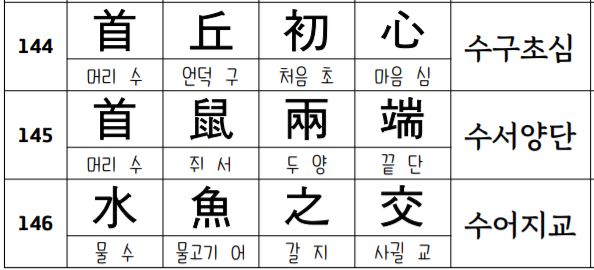 144 首 丘 初 心 수구초심
머리 수 언덕 구 처음 초 마음 심
145 首 鼠 兩 端 수서양단
머리 수 쥐 서 두 양 끝 단
146 水 魚 之 交 수어지교
물 수 물고기 어 갈 지 사귈 교